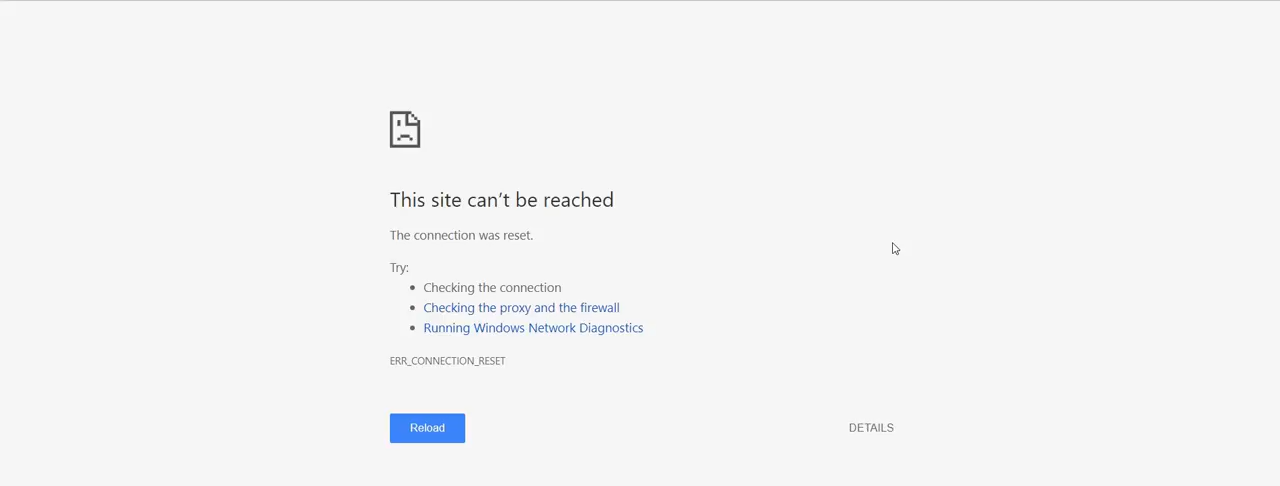 This site can’t be reached
The connection was reset.
Try:
Checking the connection
Checking the proxy and the firewall
Running Windows Network Diagnostics
ERR_CONNECTION_RESET
Reload
DETAILS